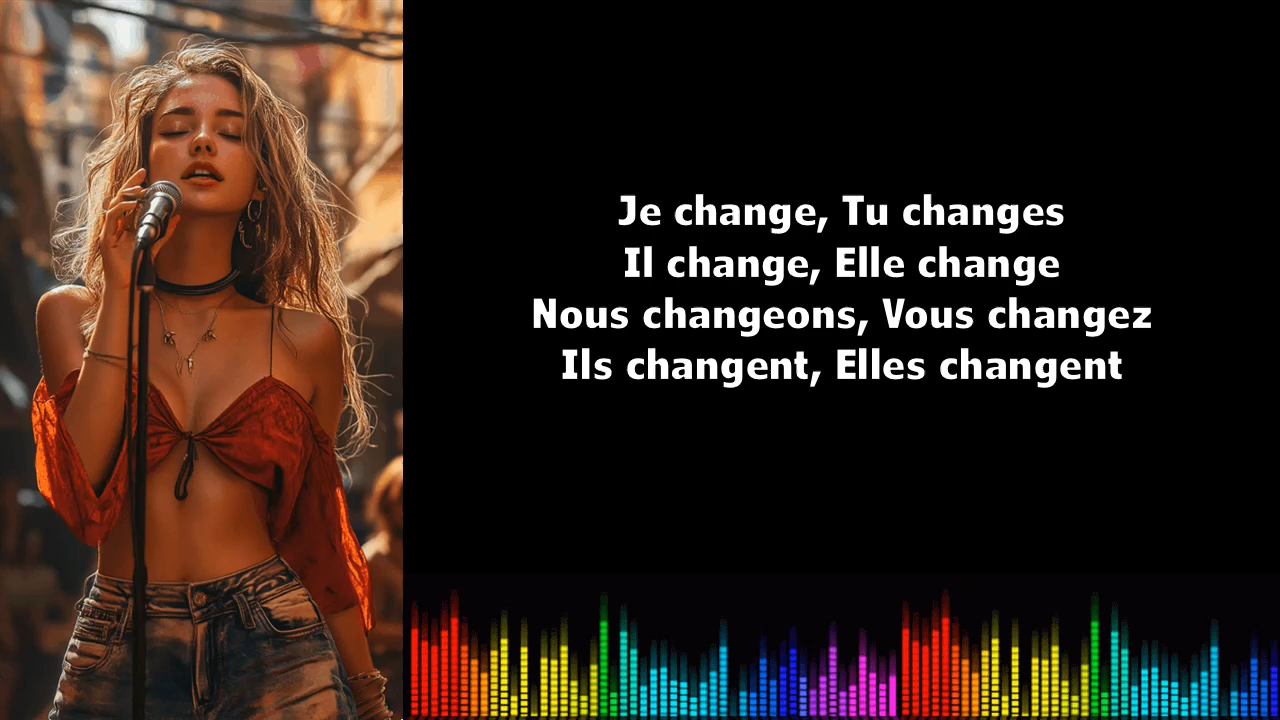 Je change, Tu changes
Il change, Elle change
Nous changeons, Vous changez
Ils changent, Elles changent